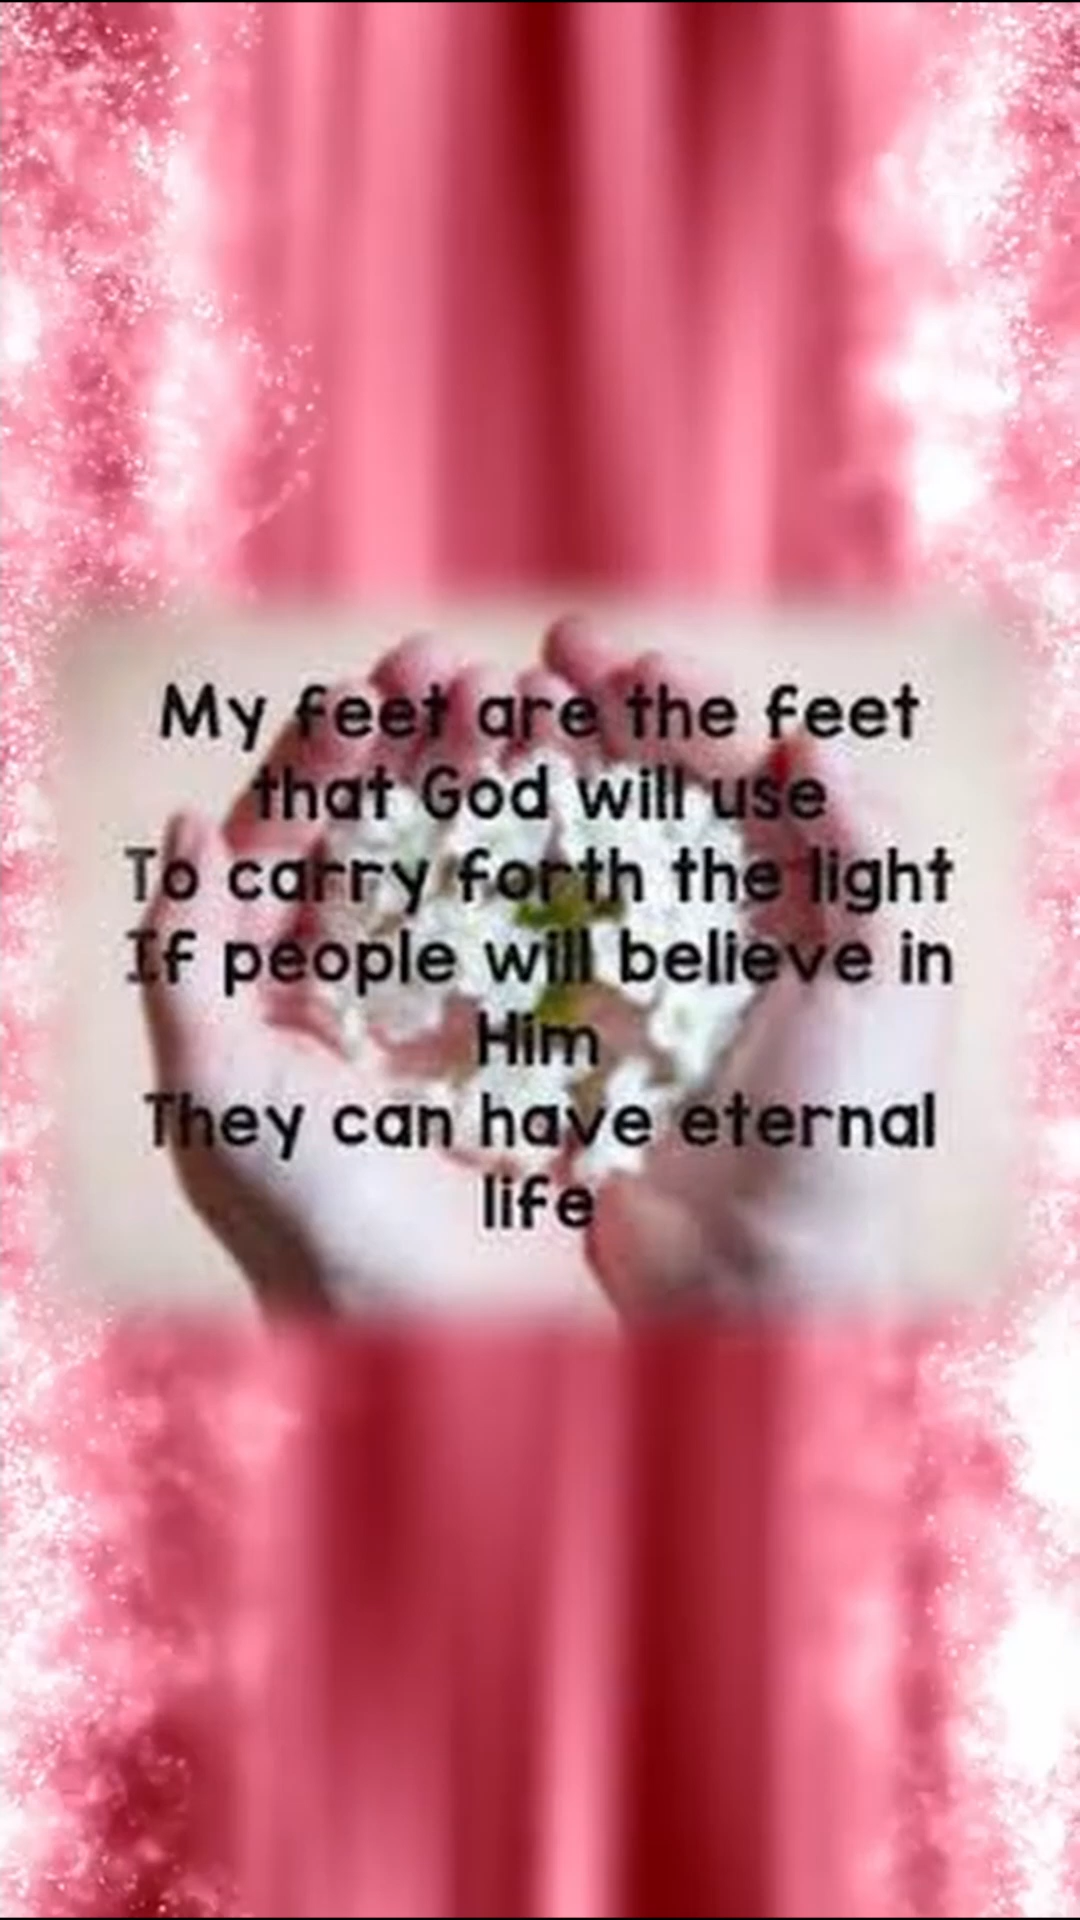 My feet are the feet
that God will use
To carry forth the light
If people will believe in
Him
They can have eternal
life